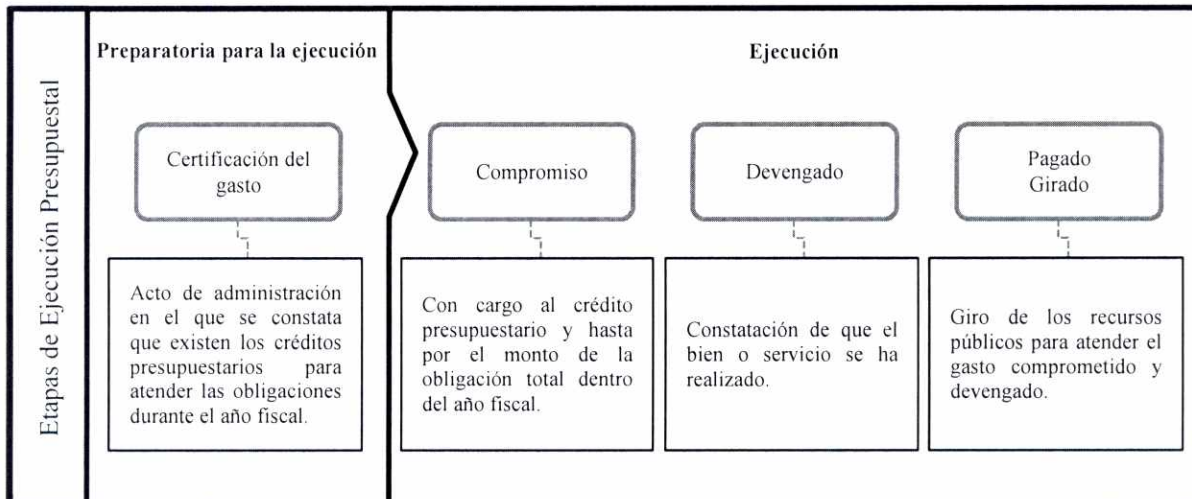 Etapas de Ejecución Presupuestal
Preparatoria para la ejecución
Ejecución
Certificación del
gasto
Acto de administración
en el que se constata
que existen los créditos
presupuestarios para
atender las obligaciones
durante el año fiscal.
Compromiso
Con cargo al crédito
presupuestario y hasta
por el monto de la
obligación total dentro
del año fiscal.
Devengado
Constatación de que el
bien o servicio se ha
realizado.
Pagado
Girado
Giro de los recursos
públicos para atender el
gasto comprometido y
devengado.